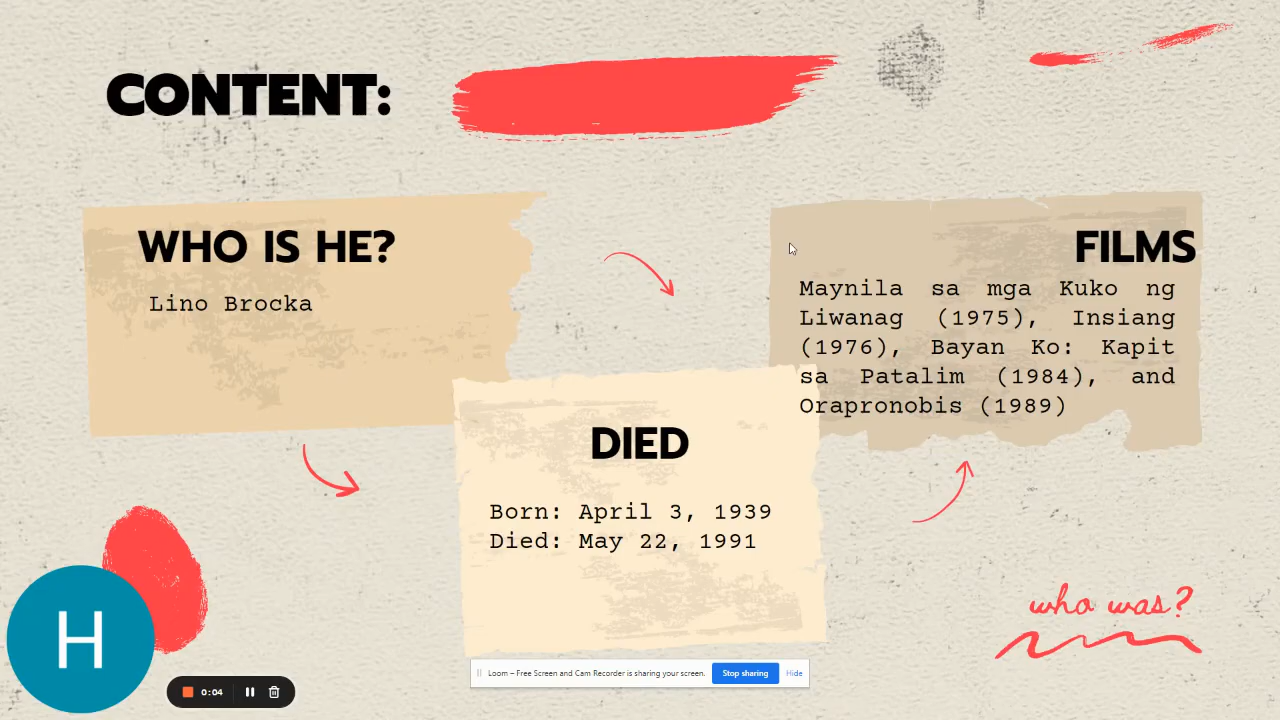 CONTENT:
WHO IS HE?
Lino Brocka
FILMS
Maynila sa mga Kuko ng
Liwanag (1975), Insiang
(1976), Bayan Ko: Kapit
sa Patalim (1984), and
Orapronobis (1989)
DIED
Born: April 3, 1939
Died: May 22, 1991
who was?
H
0:04
Loom – Free Screen and Cam Recorder is sharing your screen. Stop sharing Hide